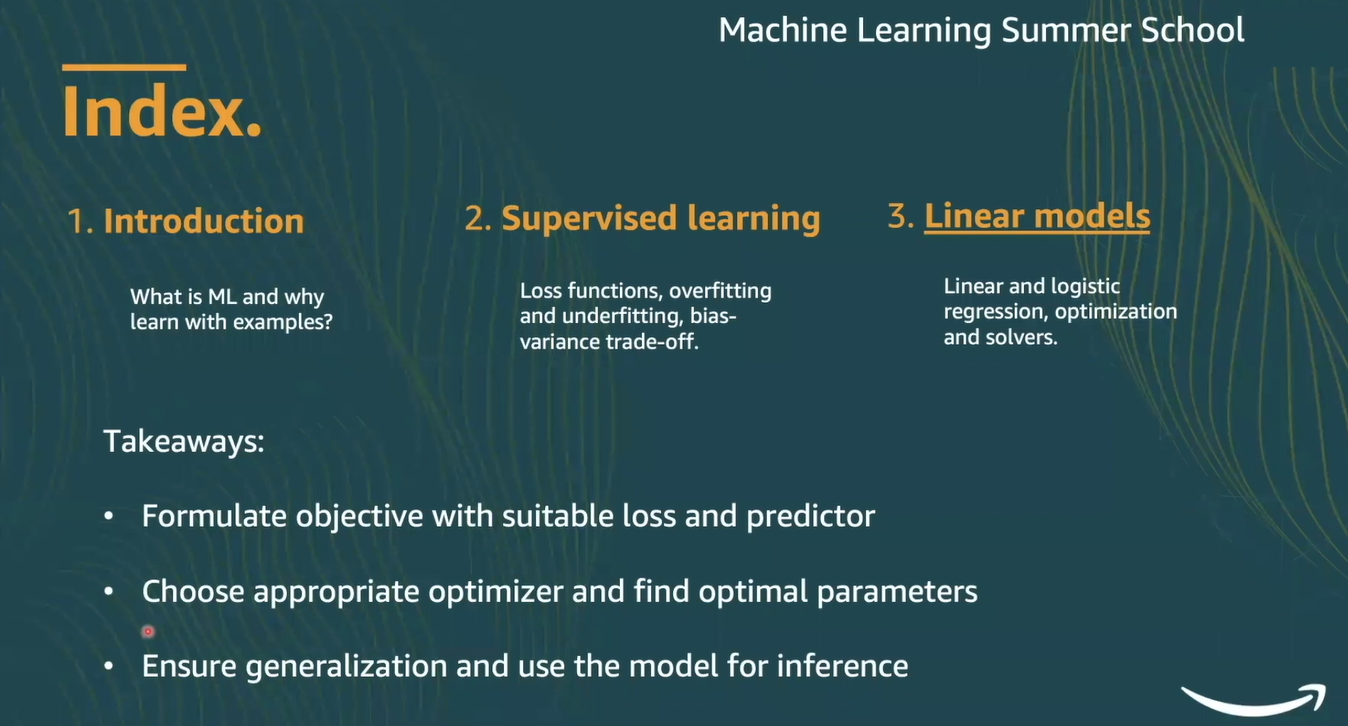 Machine Learning Summer School
Index.
1. Introduction
What is ML and why
learn with examples?
2. Supervised learning
Loss functions, overfitting
and underfitting, bias-
variance trade-off.
3. Linear models
Linear and logistic
regression, optimization
and solvers.
Takeaways:
• Formulate objective with suitable loss and predictor
• Choose appropriate optimizer and find optimal parameters
• Ensure generalization and use the model for inference